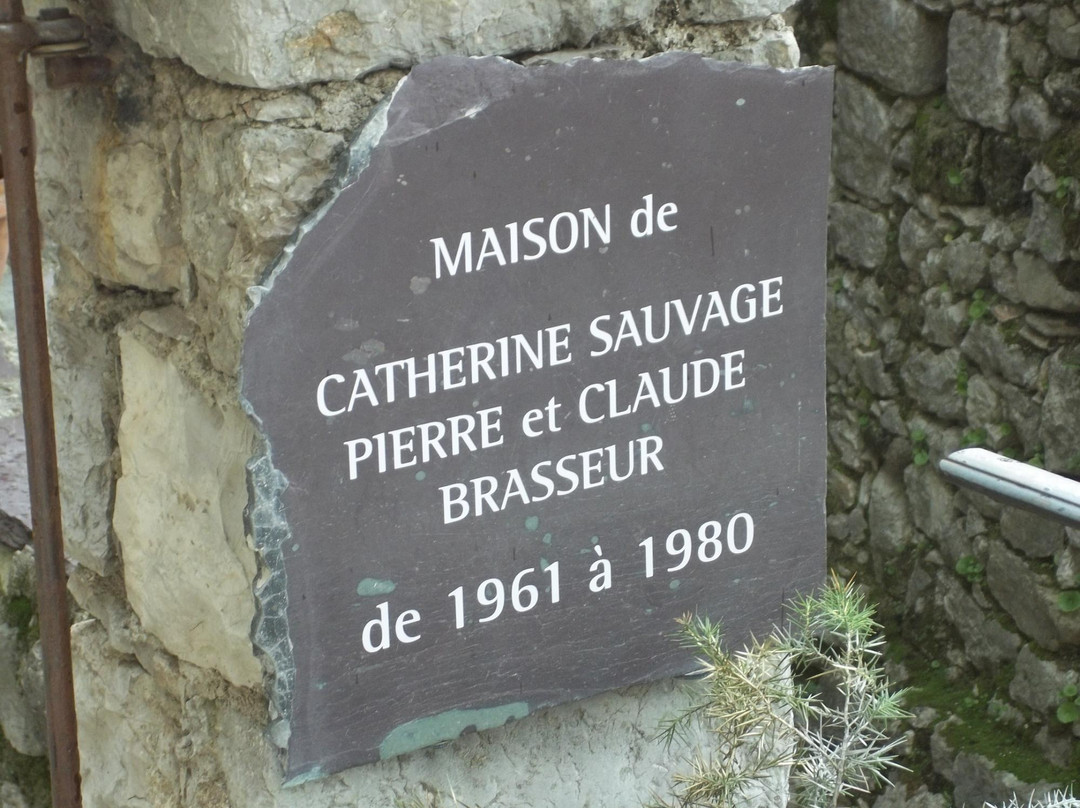 MAISON de
CATHERINE SAUVAGE
PIERRE et CLAUDE
BRASSEUR
de 1961 à 1980